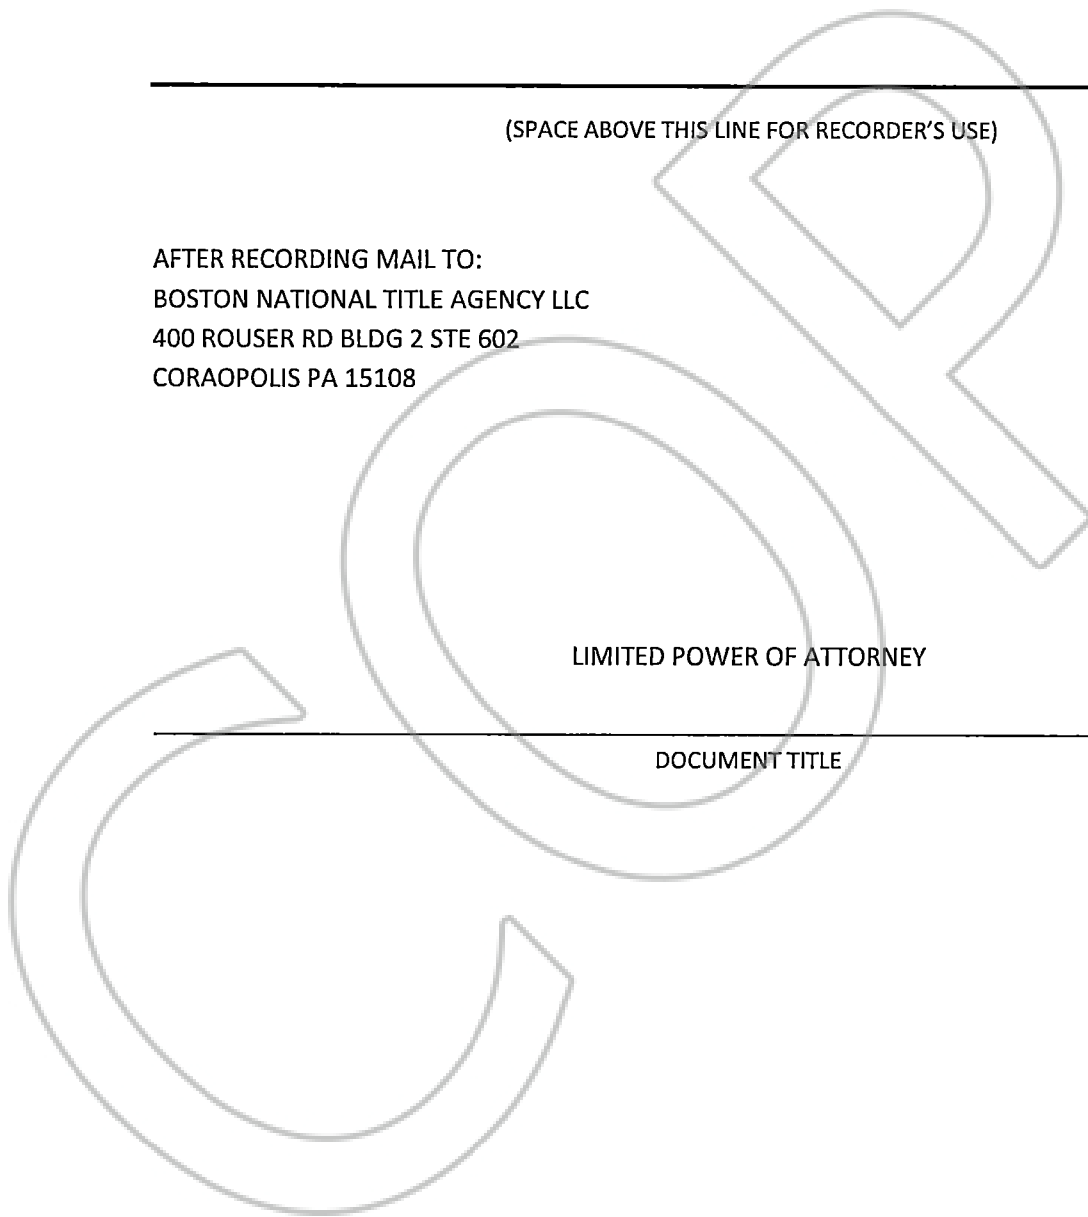 (SPACE ABOVE THIS LINE FOR RECORDER'S USE)
AFTER RECORDING MAIL TO:
BOSTON NATIONAL TITLE AGENCY LLC
400 ROUSER RD BLDG 2 STE 602
CORAOPOLIS PA 15108
LIMITED POWER OF ATTORNEY
DOCUMENT TITLE
COP